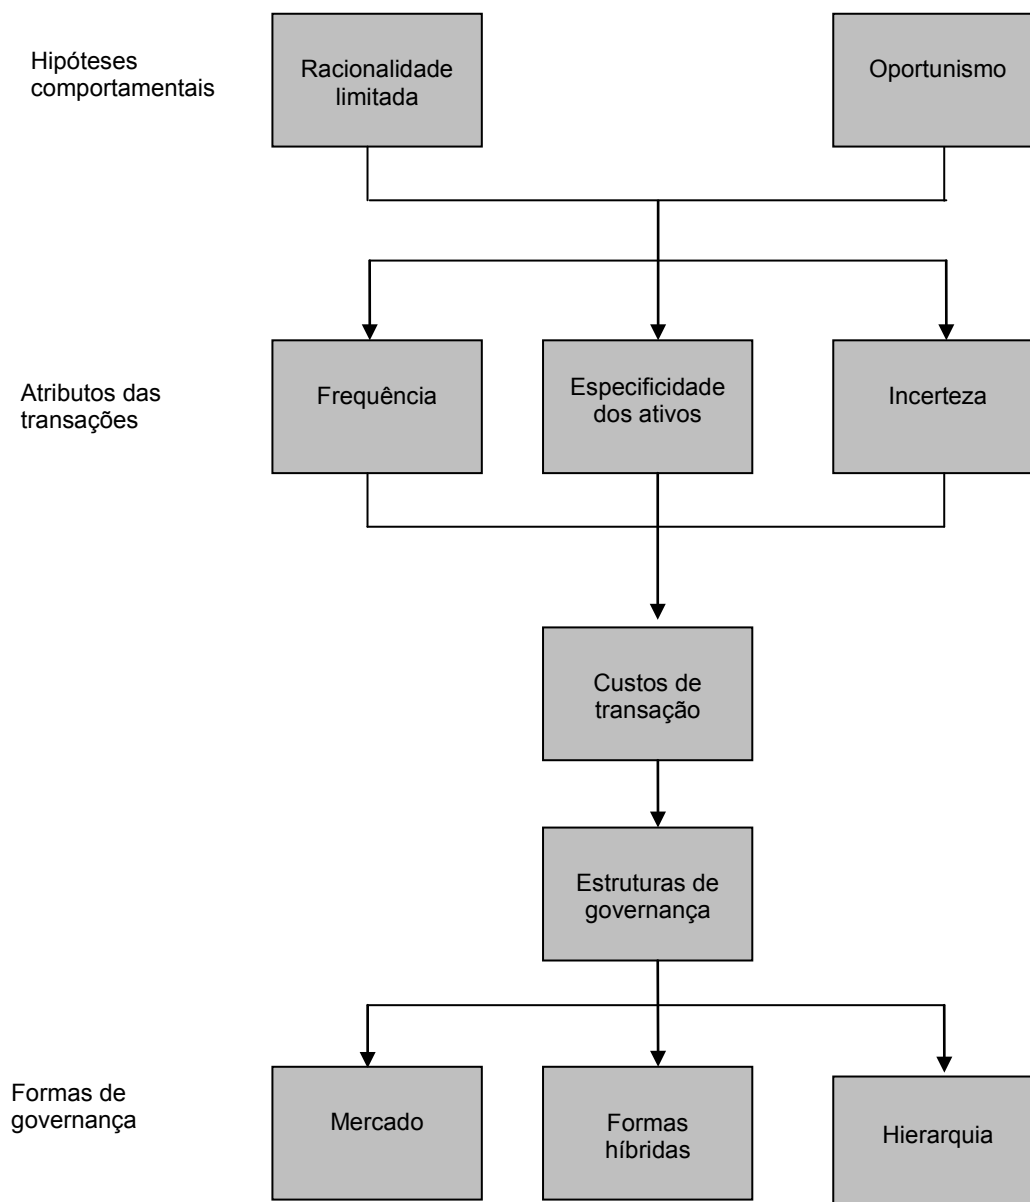 Hipóteses
comportamentais
Racionalidade
limitada
Oportunismo
Atributos das
transações
Frequência
Especificidade
dos ativos
Incerteza
Custos de
transação
Estruturas de
governança
Formas de
governança
Mercado
Formas
híbridas
Hierarquia